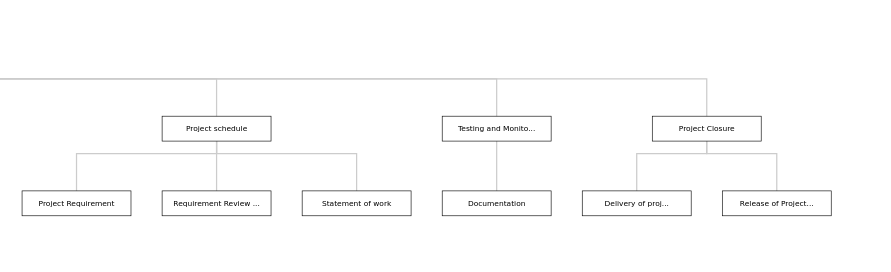 Project schedule
Testing and Monito...
Project Closure
Project Requirement
Requirement Review ...
Statement of work
Documentation
Delivery of proj...
Release of Project...